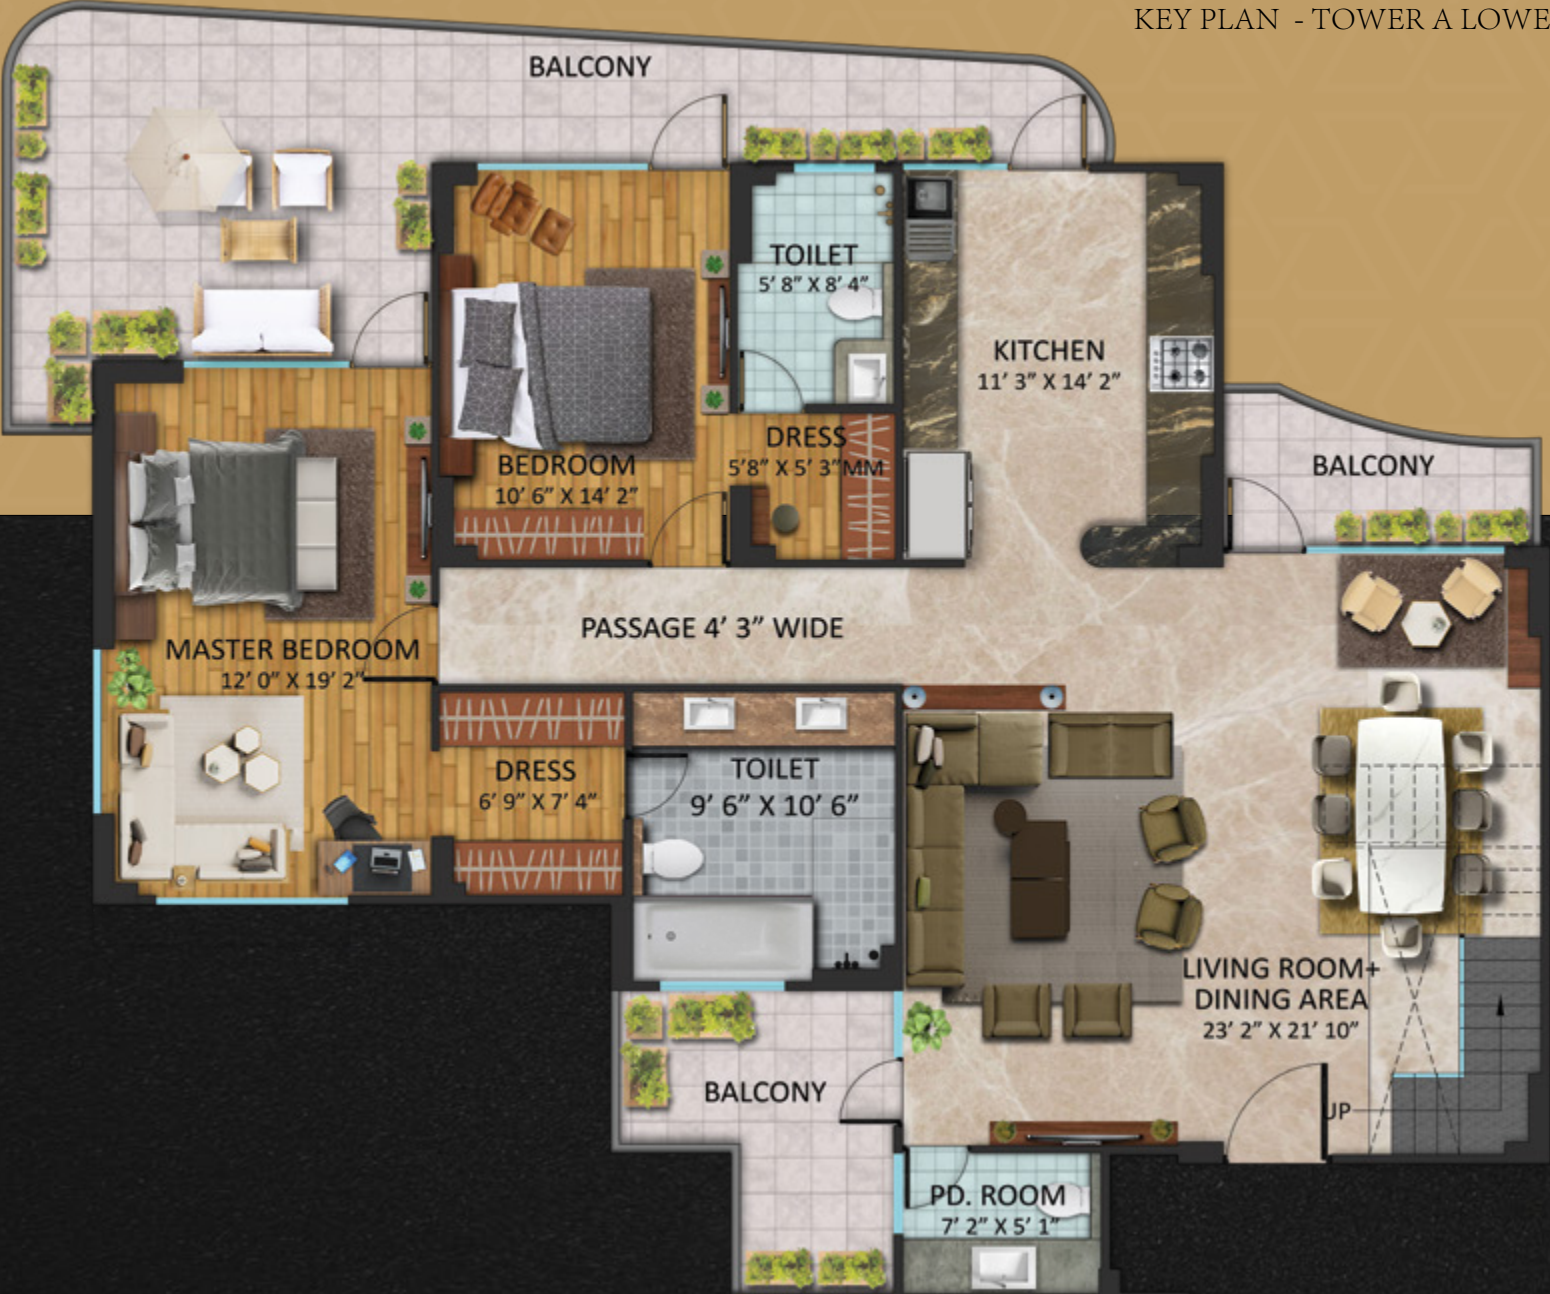 KEY PLAN - TOWER A LOWE
BALCONY
TOILET
5' 8" X 8' 4"
KITCHEN
11' 3" X 14' 2"
DRESS
5'8" X 5' 3"MM
BEDROOM
10' 6" X 14' 2"
BALCONY
PASSAGE 4' 3" WIDE
MASTER BEDROOM
12' 0" X 19' 2"
DRESS
6' 9" X 7' 4"
TOILET
9' 6" X 10' 6"
LIVING ROOM+
DINING AREA
23' 2" X 21' 10"
BALCONY
UP
PD. ROOM
7' 2" X 5' 1"